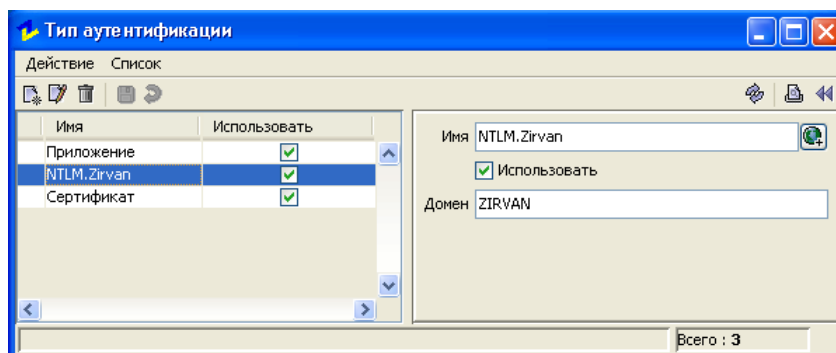 Тип аутентификации
Действие Список
Имя Использовать
Приложение
NTLM.Zirvan
Сертификат
Имя NTLM.Zirvan
Использовать
Домен ZIRVAN
Всего : 3